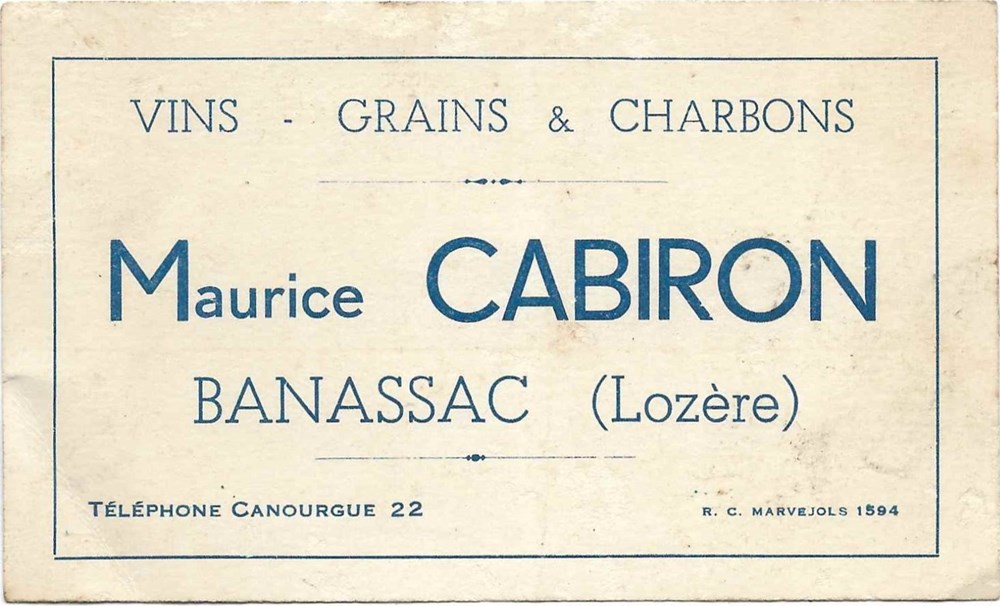 VINS - GRAINS & CHARBONS
Maurice CABIRON
BANASSAC (Lozère)
TÉLÉPHONE CANOURGUE 22
R. C. MARVEJOLS 1594